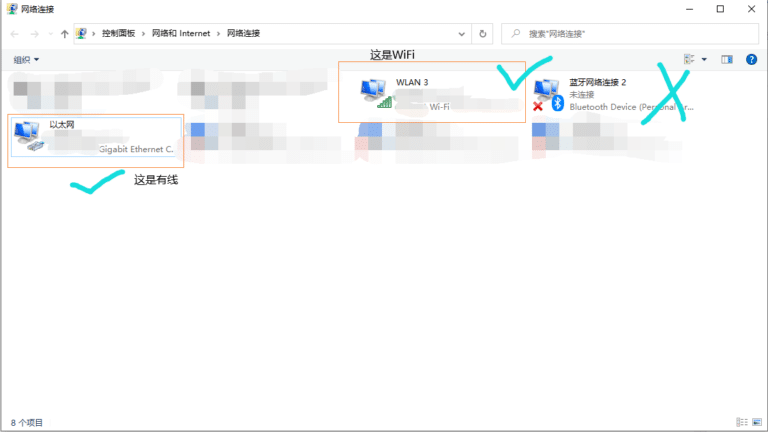 网络连接
控制面板 > 网络和 Internet > 网络连接
搜索"网络连接"
组织
这是WiFi
WLAN 3
Wi-Fi
蓝牙网络连接 2
未连接
Bluetooth Device (Personal Ar...
以太网
Gigabit Ethernet C...
这是有线
8 个项目